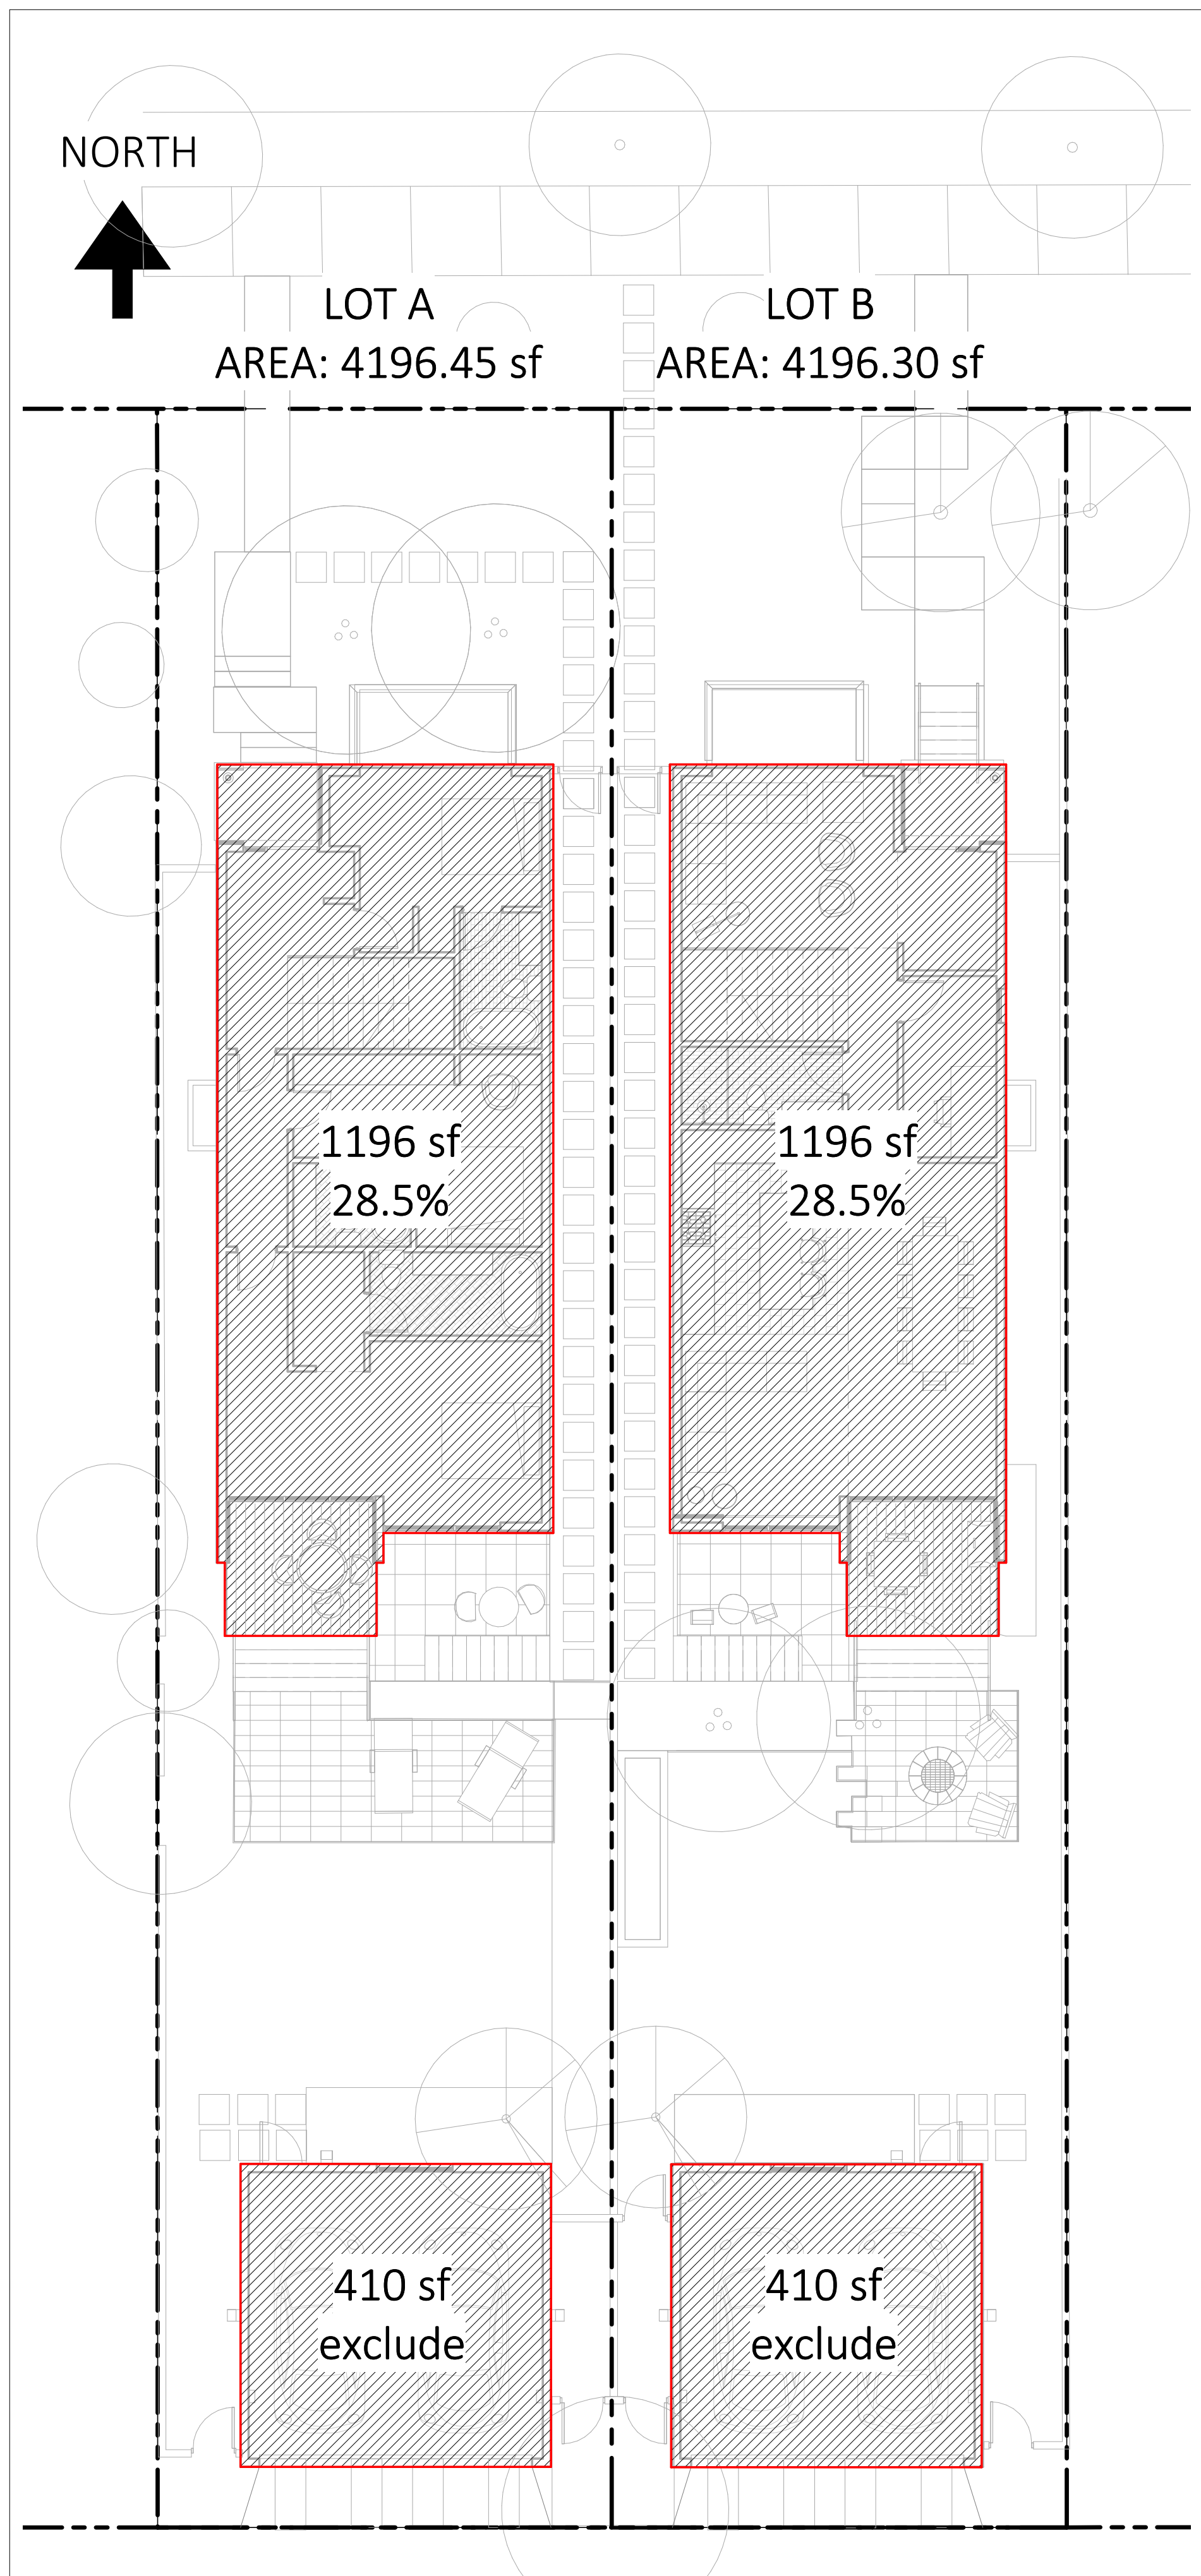 NORTH
LOT A
AREA: 4196.45 sf
LOT B
AREA: 4196.30 sf
1196 sf
28.5%
1196 sf
28.5%
410 sf
exclude
410 sf
exclude